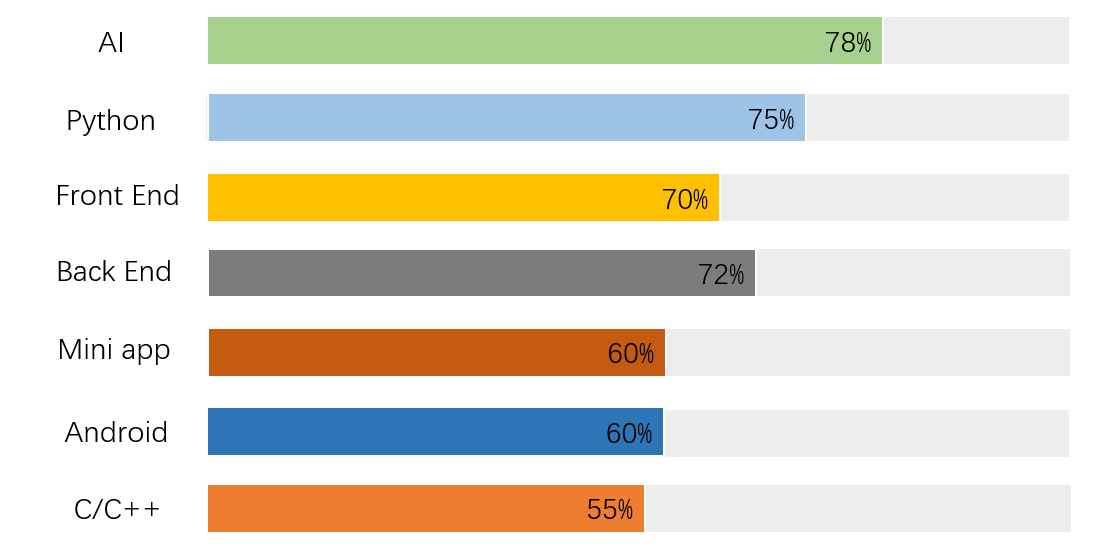 AI 78%
Python 75%
Front End 70%
Back End 72%
Mini app 60%
Android 60%
C/C++ 55%